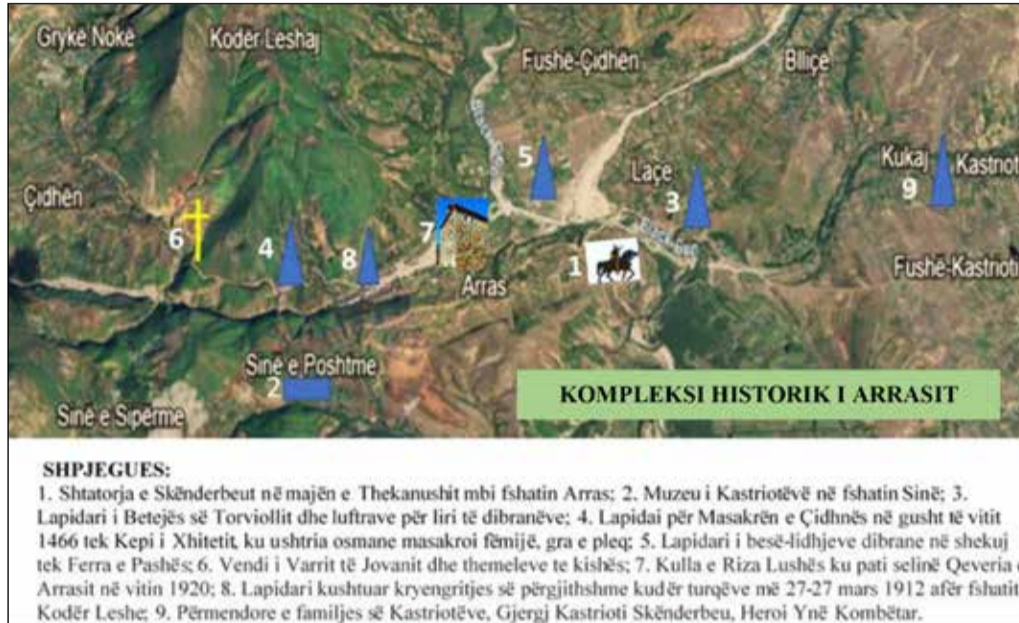 Grykë Nokë
Kodër Leshaj
Fushë-Çidhën
Blliçe
5
Kukaj
Kastriot
Laçe
9
Çidhën
3
7
6
4
8
1
Arras
Fushë-Kastrioti
Sinë e Poshtme
2
KOMPLEKSI HISTORIK I ARRASIT
Sinë e Sipërme
SHPJEGUES:
1. Shtatorja e Skënderbeut në majën e Thekanushit mbi fshatin Arras; 2. Muzeu i Kastriotëvë në fshatin Sinë; 3.
Lapidari i Betejës së Torviollit dhe luftrave për liri të dibranëve; 4. Lapidai për Masakrën e Çidhnës në gusht të vitit
1466 tek Kepi i Xhitetit, ku ushtria osmane masakroi fëmijë, gra e pleq; 5. Lapidari i besë-lidhjeve dibrane në shekuj
tek Ferra e Pashës; 6. Vendi i Varrit të Jovanit dhe themeleve te kishës; 7. Kulla e Riza Lushës ku pati selinë Qeveria e
Arrasit në vitin 1920; 8. Lapidari kushtuar kryengritjes së përgjithshme kudër turqëve më 27-27 mars 1912 afër fshatit
Kodër Leshe; 9. Përmendore e familjes së Kastriotëve, Gjergj Kastrioti Skënderbeu, Heroi Ynë Kombëtar.